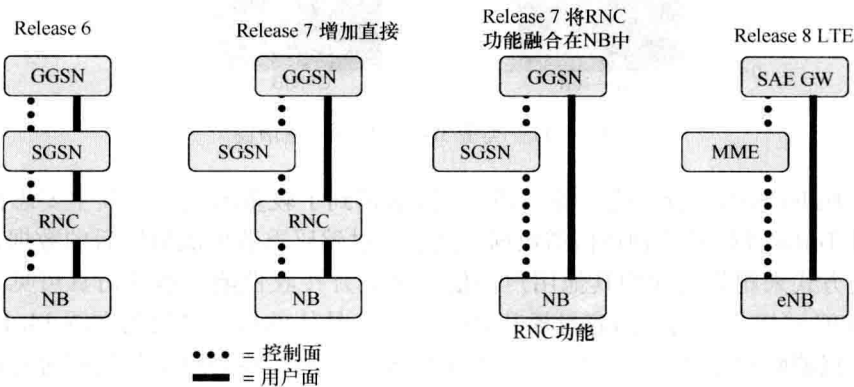 Release 6
GGSN
SGSN
RNC
NB
Release 7 增加直接
GGSN
SGSN
RNC
NB
Release 7 将RNC
功能融合在NB中
GGSN
SGSN
NB
RNC功能
Release 8 LTE
SAE GW
MME
eNB
= 控制面
= 用户面